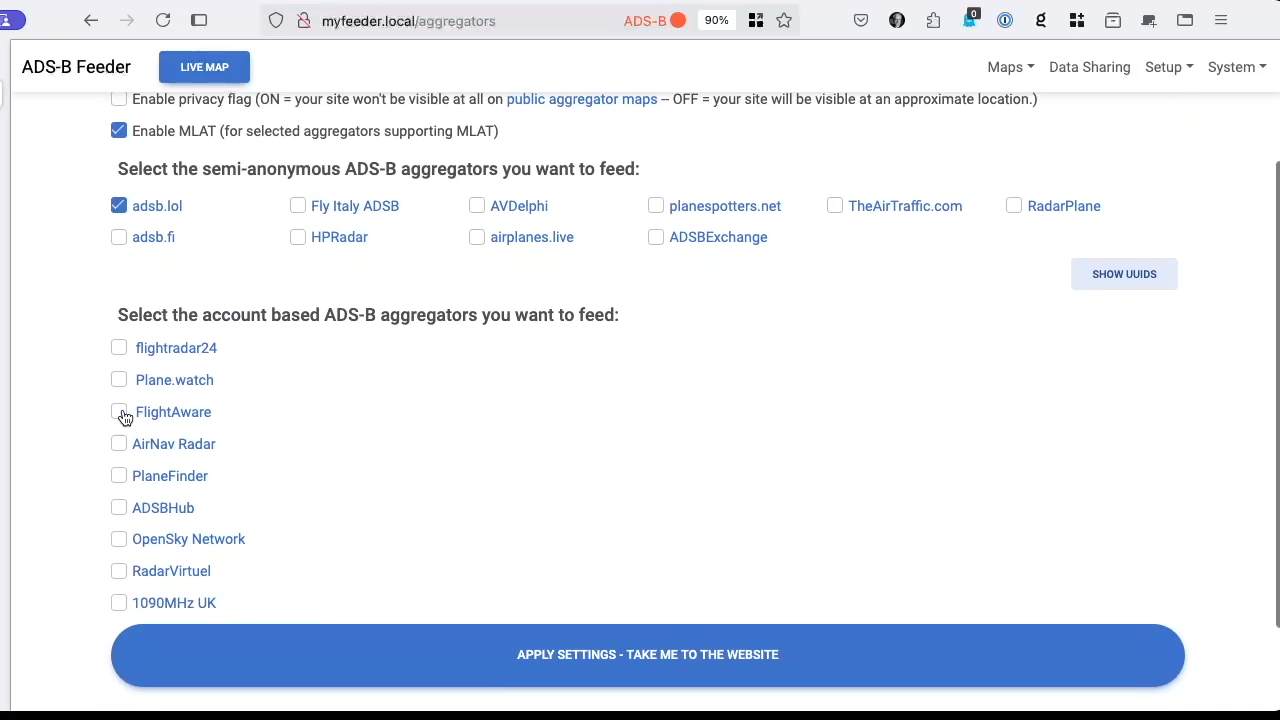 myfeeder.local/aggregators
ADS-B
90%
0
g
ADS-B Feeder
LIVE MAP
Maps
Data Sharing
Setup
System
Enable privacy flag (ON = your site won't be visible at all on public aggregator maps -- OFF = your site will be visible at an approximate location.)
Enable MLAT (for selected aggregators supporting MLAT)
Select the semi-anonymous ADS-B aggregators you want to feed:
adsb.lol
Fly Italy ADSB
AVDelphi
planespotters.net
TheAirTraffic.com
RadarPlane
adsb.fi
HPRadar
airplanes.live
ADSBExchange
SHOW UUIDS
Select the account based ADS-B aggregators you want to feed:
flightradar24
Plane.watch
FlightAware
AirNav Radar
PlaneFinder
ADSBHub
OpenSky Network
RadarVirtuel
1090MHz UK
APPLY SETTINGS - TAKE ME TO THE WEBSITE